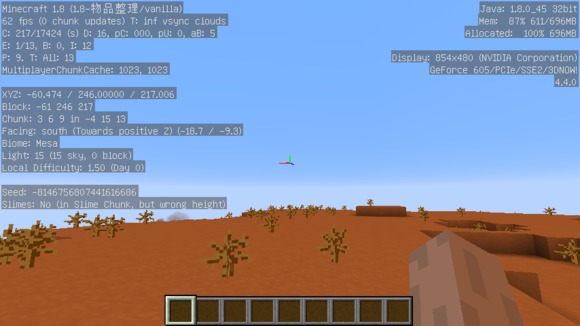 Minecraft 1.8 (1.8-物品整理/vanilla)
62 fps (0 chunk updates) T: inf vsync clouds
C: 217/17424 (s) D: 16, pC: 000, pU: 0, aB: 5
E: 1/13, B: 0, I: 12
P: 9. T: All: 13
MultiplayerChunkCache: 1023, 1023
XYZ: -60.474 / 246.00000 / 217.006
Block: -61 246 217
Chunk: 3 6 9 in -4 15 13
Facing: south (Towards positive Z) (-18.7 / -9.3)
Biome: Mesa
Light: 15 (15 sky, 0 block)
Local Difficulty: 1.50 (Day 0)
Seed: -8146756807441616686
Slimes: No (in Slime Chunk, but wrong height)
Java: 1.8.0_45 32bit
Mem: 87% 611/696MB
Allocated: 100% 696MB
Display: 854x480 (NVIDIA Corporation)
GeForce 605/PCIe/SSE2/3DNOW!
4.4.0